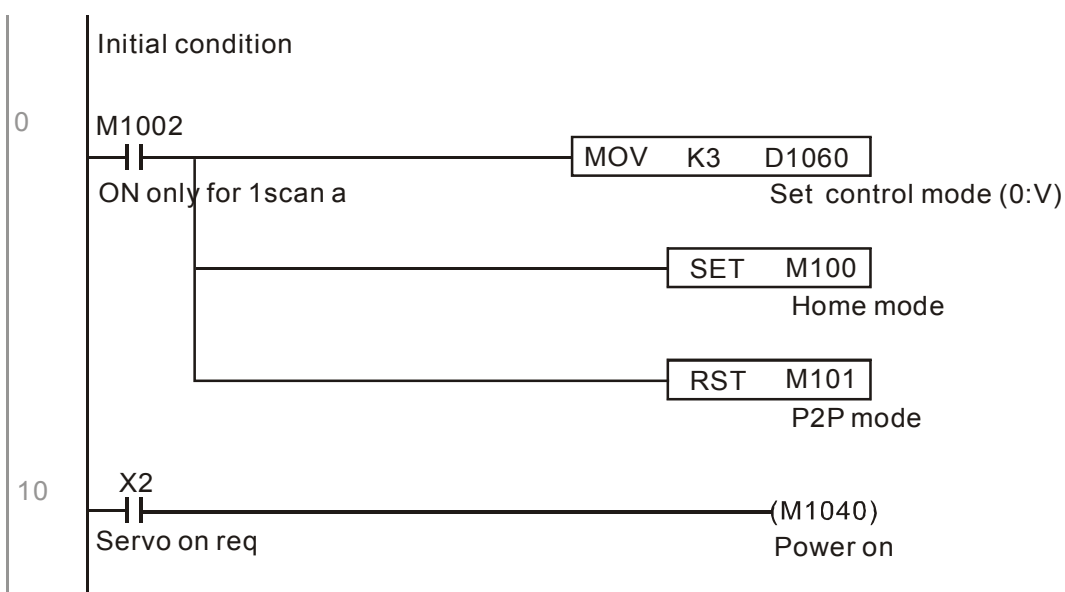 Initial condition
0
M1002
MOV K3 D1060
ON only for 1scan a
Set control mode (0:V)
SET M100
Home mode
RST M101
P2P mode
10
X2
(M1040)
Servo on req
Power on